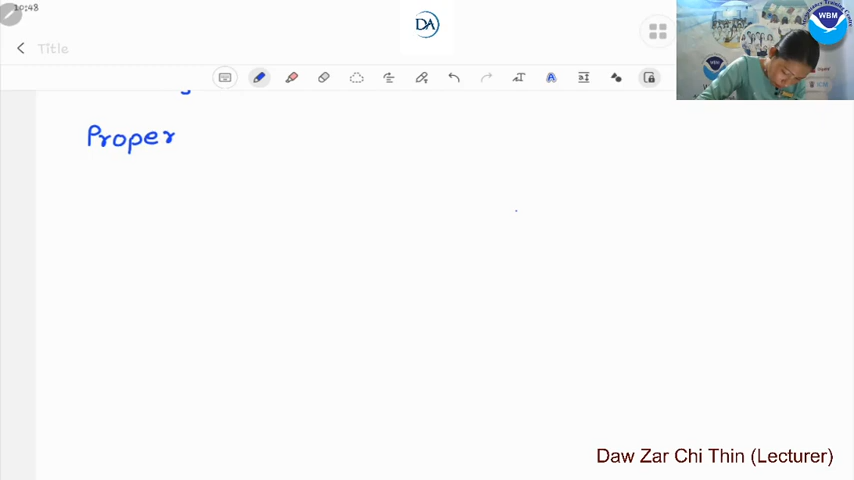 10:48
DA
Title
WBM
Proper
Daw Zar Chi Thin (Lecturer)